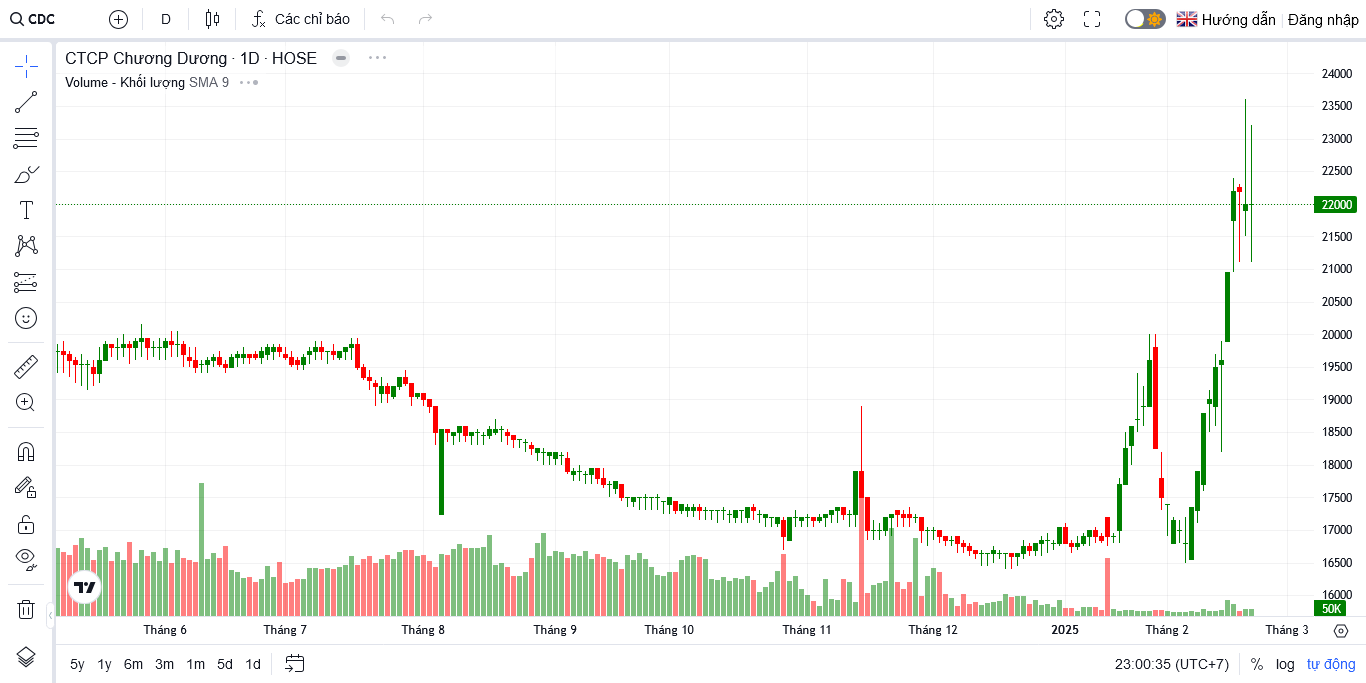 CDC D Các chỉ báo Hướng dẫn Đăng nhập
CTCP Chương Dương · 1D · HOSE
Volume - Khối lượng SMA 9
24000
23500
23000
22500
22000
21500
21000
20500
20000
19500
19000
18500
18000
17500
17000
16500
16000
50K
Tháng 6 Tháng 7 Tháng 8 Tháng 9 Tháng 10 Tháng 11 Tháng 12 2025 Tháng 2 Tháng 3
5y 1y 6m 3m 1m 5d 1d 23:00:35 (UTC+7) % log tự động